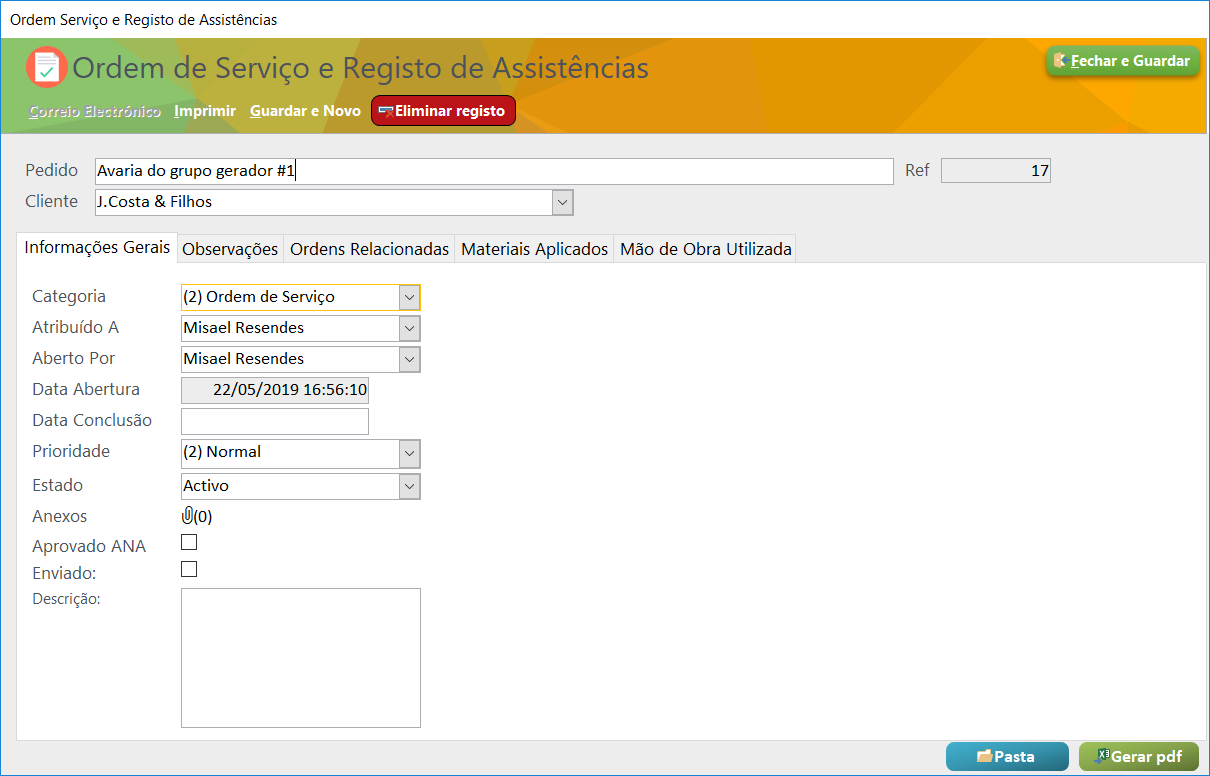 Ordem Serviço e Registo de Assistências
Ordem de Serviço e Registo de Assistências
Fechar e Guardar
Correio Electrónico Imprimir Guardar e Novo Eliminar registo
Pedido Avaria do grupo gerador #1 Ref 17
Cliente J.Costa & Filhos
Informações Gerais Observações Ordens Relacionadas Materiais Aplicados Mão de Obra Utilizada
Categoria (2) Ordem de Serviço
Atribuído A Misael Resendes
Aberto Por Misael Resendes
Data Abertura 22/05/2019 16:56:10
Data Conclusão
Prioridade (2) Normal
Estado Activo
Anexos (0)
Aprovado ANA
Enviado:
Descrição:
Pasta Gerar pdf